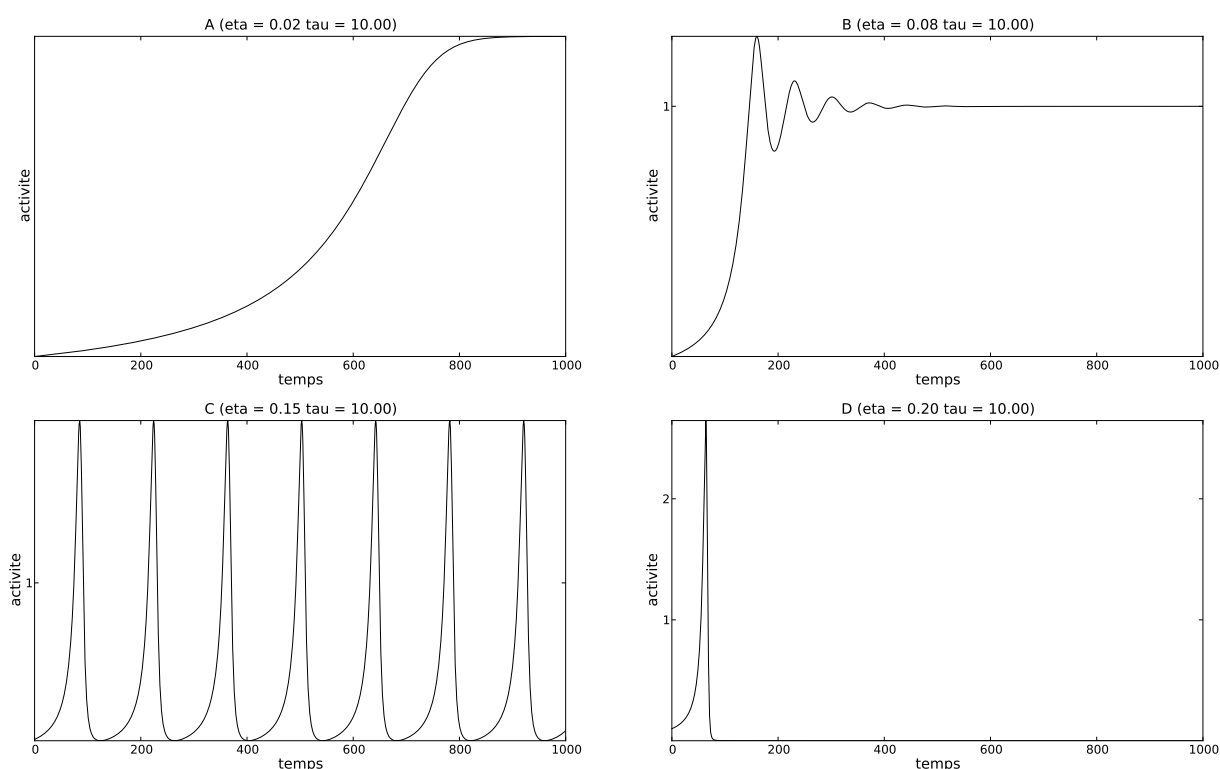 A (eta = 0.02 tau = 10.00)
activite
0 200 400 600 800 1000
temps
B (eta = 0.08 tau = 10.00)
1
activite
0 200 400 600 800 1000
temps
C (eta = 0.15 tau = 10.00)
1
activite
0 200 400 600 800 1000
temps
D (eta = 0.20 tau = 10.00)
2
1
activite
0 200 400 600 800 1000
temps